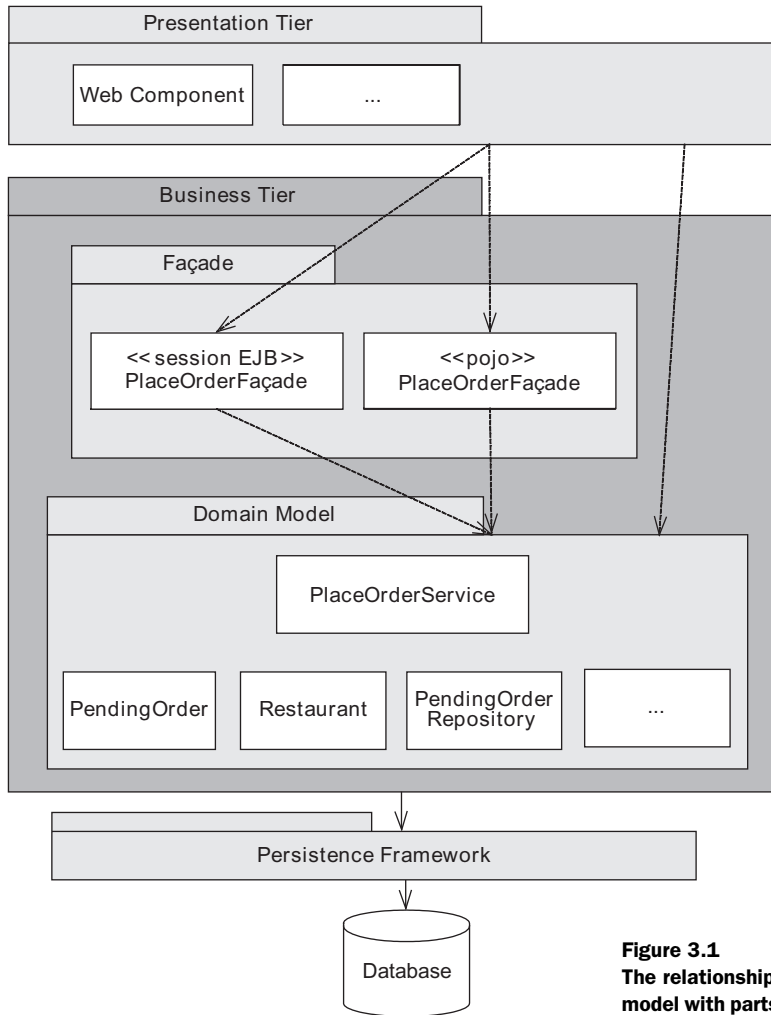 Presentation Tier
Web Component
...
Business Tier
Façade
<<session EJB>>
PlaceOrderFaçade
<<pojo>>
PlaceOrderFaçade
Domain Model
PlaceOrderService
PendingOrder
Restaurant
PendingOrder
Repository
...
Persistence Framework
Database
Figure 3.1
The relationship
model with parts